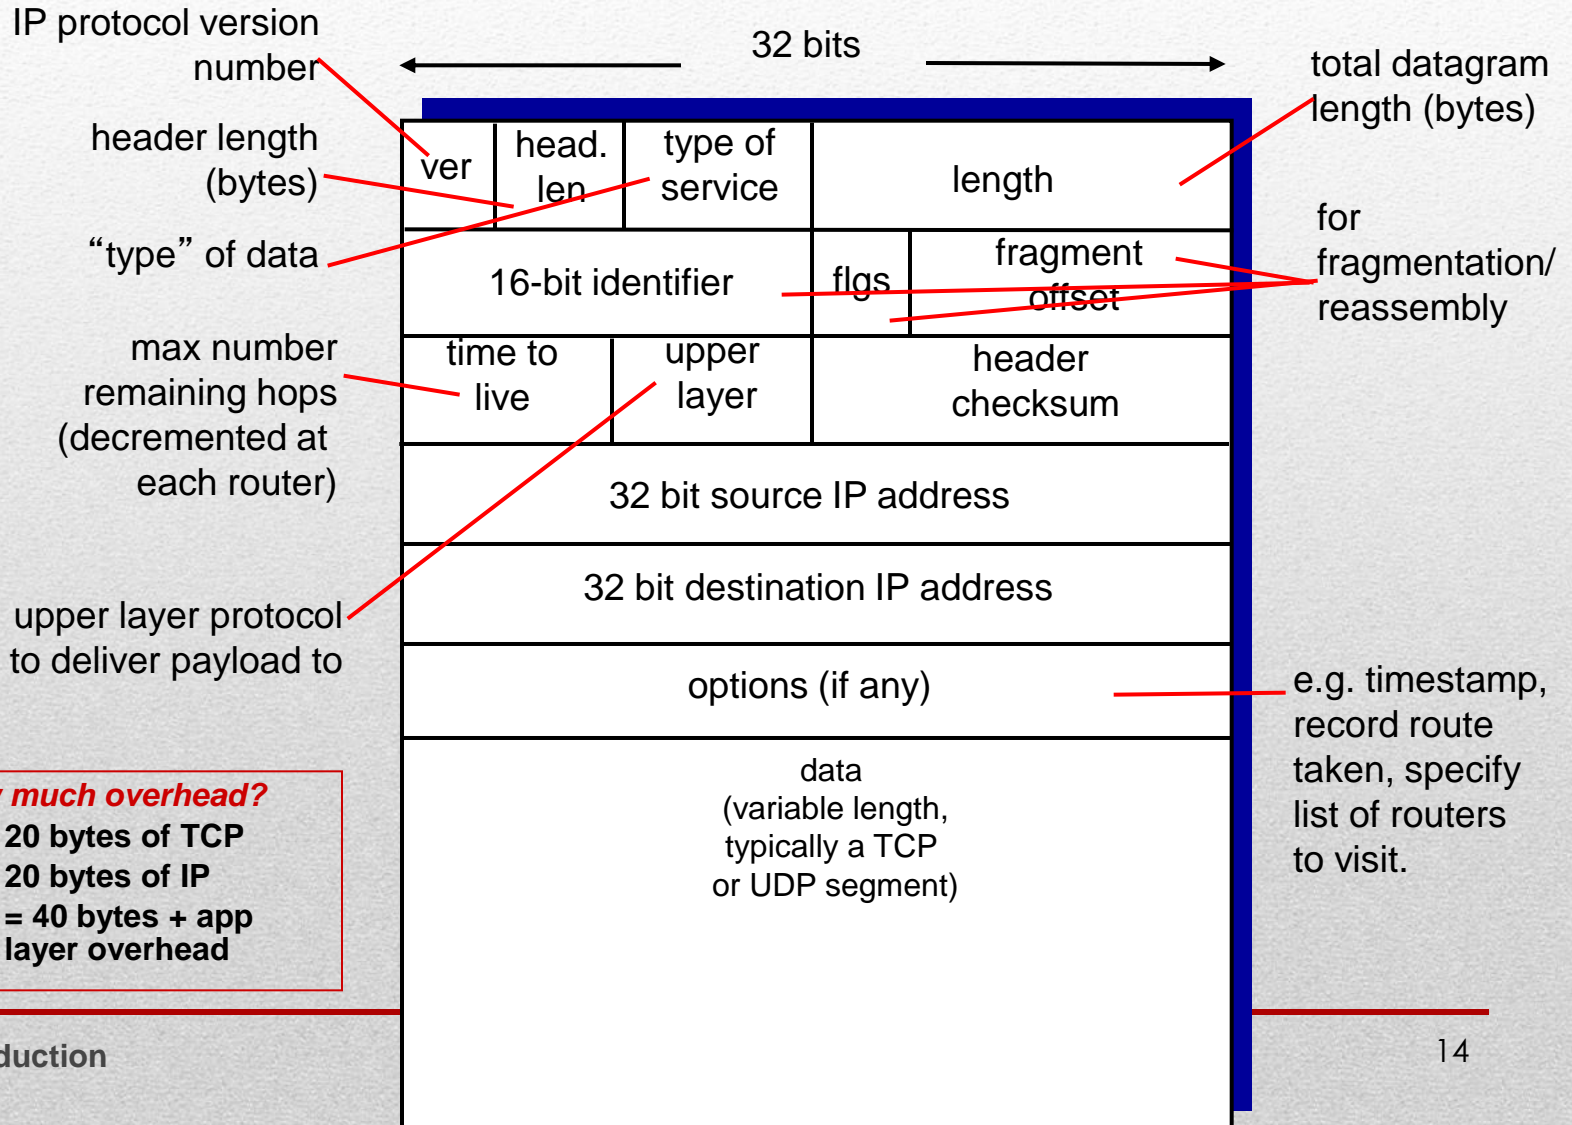 IP protocol version
number
32 bits
total datagram
length (bytes)
header length
(bytes)
ver
head.
len
type of
service
length
“type” of data
for
fragmentation/
reassembly
16-bit identifier
flgs
fragment
offset
max number
remaining hops
(decremented at
each router)
time to
live
upper
layer
header
checksum
32 bit source IP address
32 bit destination IP address
upper layer protocol
to deliver payload to
options (if any)
e.g. timestamp,
record route
taken, specify
list of routers
to visit.
data
(variable length,
typically a TCP
or UDP segment)
much overhead?
20 bytes of TCP
20 bytes of IP
= 40 bytes + app
layer overhead
duction
14